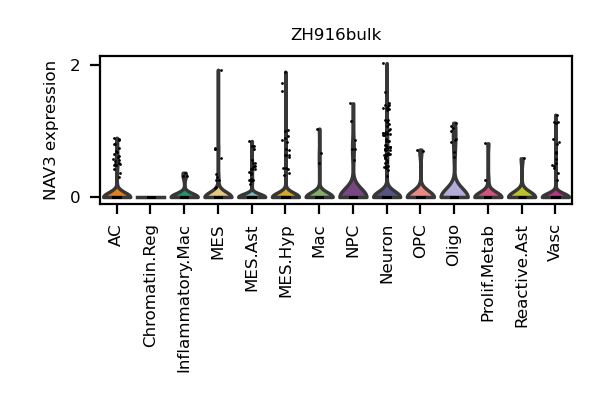 ZH916bulk
NAV3 expression
2
0
AC
Chromatin.Reg
Inflammatory.Mac
MES
MES.Ast
MES.Hyp
Mac
NPC
Neuron
OPC
Oligo
Prolif.Metab
Reactive.Ast
Vasc